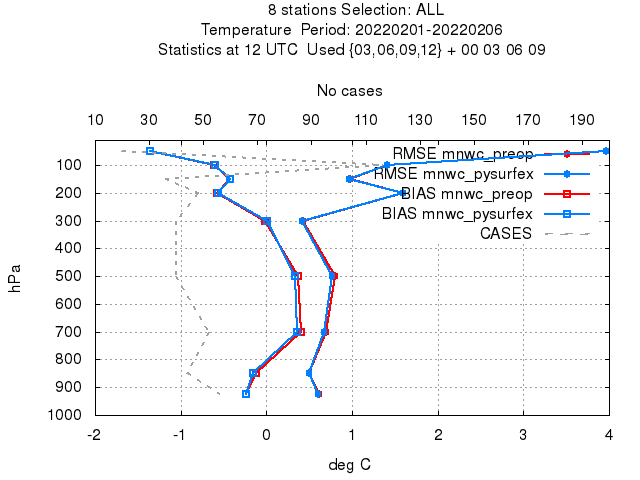 8 stations Selection: ALL
Temperature  Period: 20220201-20220206
Statistics at 12 UTC  Used {03,06,09,12} + 00 03 06 09
No cases
10 30 50 70 90 110 130 150 170 190
RMSE mnwc_preop
RMSE mnwc_pysurfex
BIAS mnwc_preop
BIAS mnwc_pysurfex
CASES
hPa
100
200
300
400
500
600
700
800
900
1000
-2 -1 0 1 2 3 4
deg C